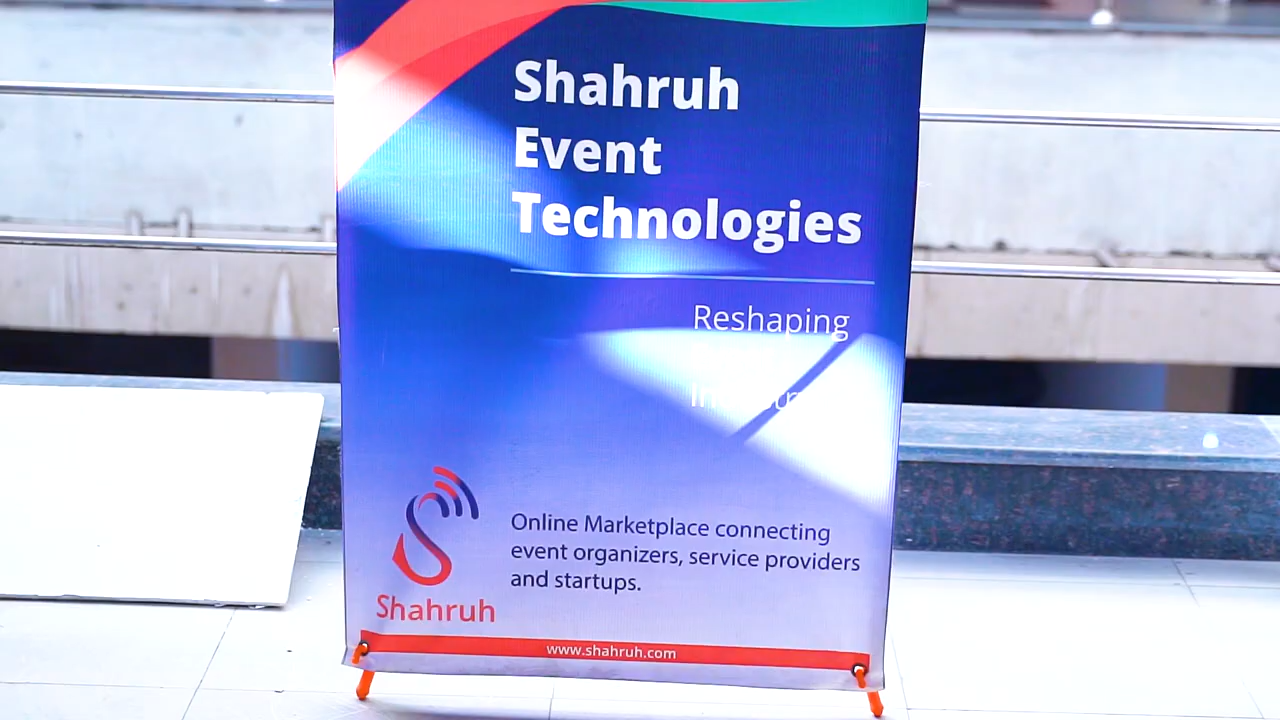 Shahruh
Event
Technologies
Reshaping
Online Marketplace connecting
event organizers, service providers
and startups.
Shahruh
www.shahruh.com